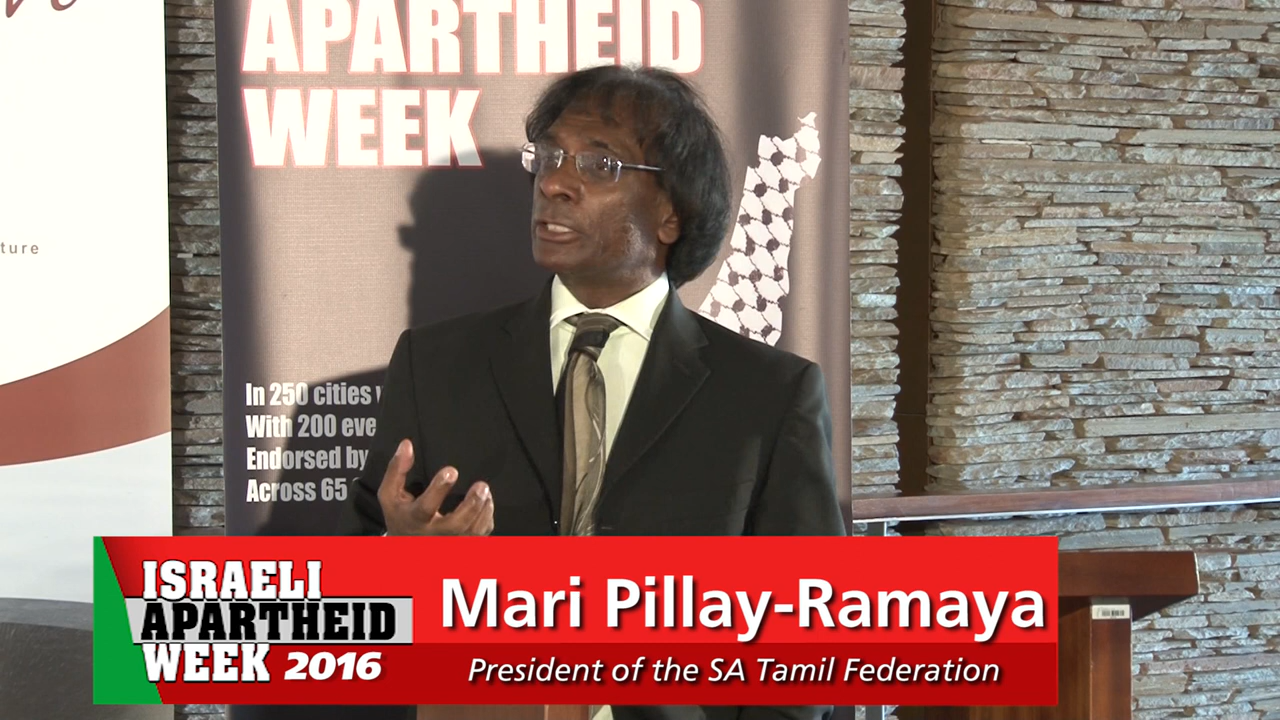 APARTHEID
WEEK
ture
In 250 cities
With 200 eve
Endorsed by
Across 65
ISRAELI
APARTHEID
WEEK 2016
Mari Pillay-Ramaya
President of the SA Tamil Federation